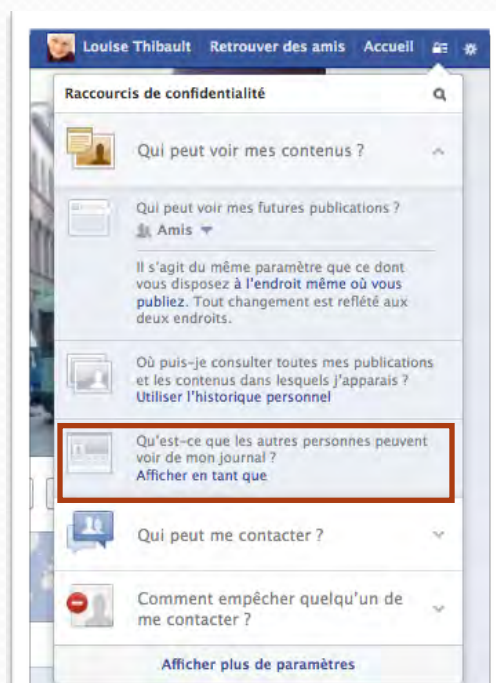 Louise Thibault Retrouver des amis Accueil
Raccourcis de confidentialité
Qui peut voir mes contenus ?
Qui peut voir mes futures publications ?
Amis
Il s'agit du même paramètre que ce dont
vous disposez à l'endroit même où vous
publiez. Tout changement est reflété aux
deux endroits.
Où puis-je consulter toutes mes publications
et les contenus dans lesquels j'apparais ?
Utiliser l'historique personnel
Qu'est-ce que les autres personnes peuvent
voir de mon journal ?
Afficher en tant que
Qui peut me contacter ?
Comment empêcher quelqu'un de
me contacter ?
Afficher plus de paramètres